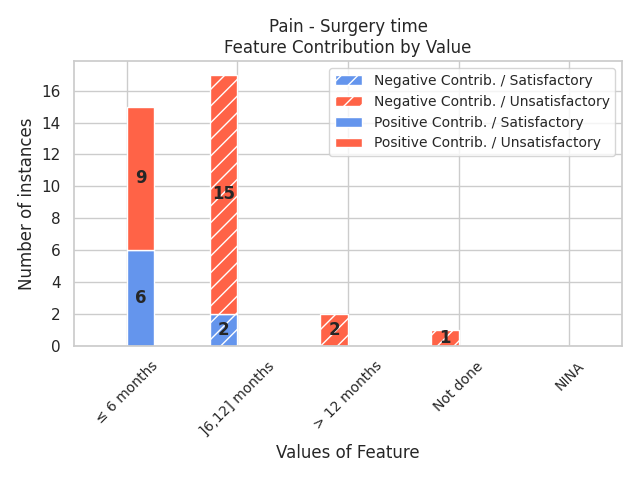 Pain - Surgery time
Feature Contribution by Value
Negative Contrib. / Satisfactory
Negative Contrib. / Unsatisfactory
Positive Contrib. / Satisfactory
Positive Contrib. / Unsatisfactory
Number of instances
16
14
12
10
8
6
4
2
0
9
6
15
2
2
1
≤ 6 months
]6,12] months
> 12 months
Not done
NINA
Values of Feature